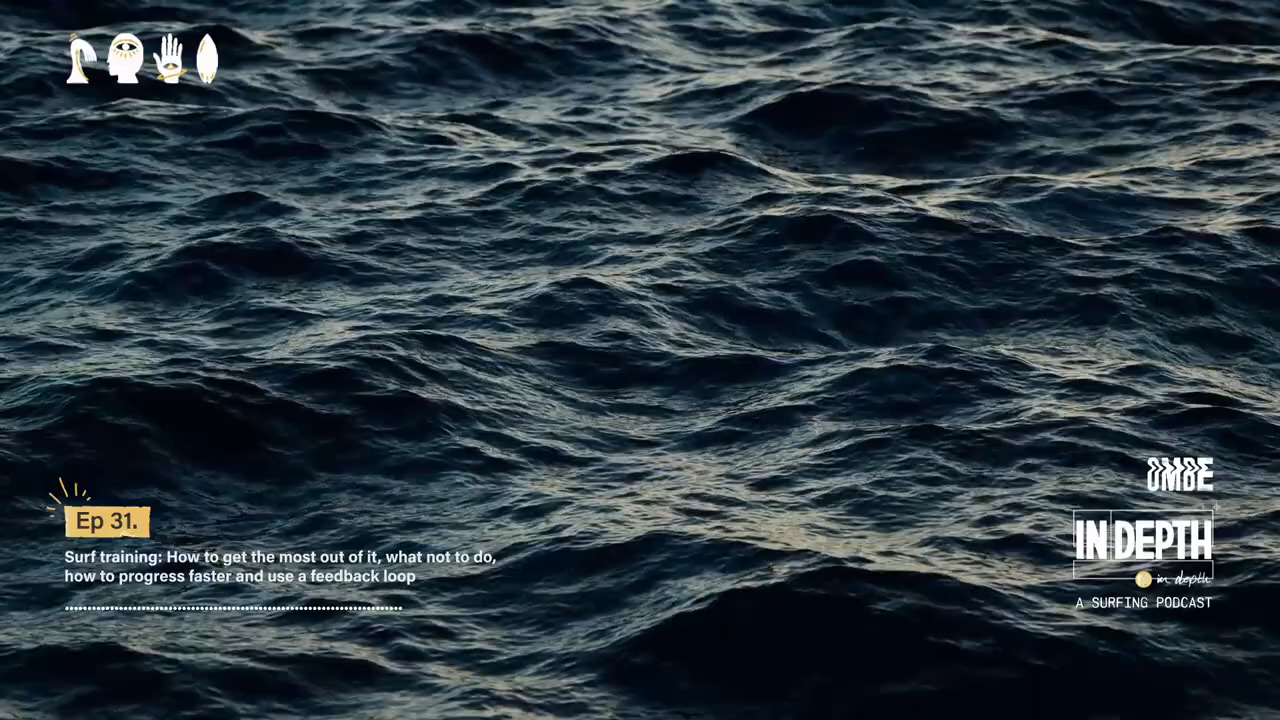 Ep 31.
Surf training: How to get the most out of it, what not to do,
how to progress faster and use a feedback loop
OMBE
IN DEPTH
in depth
A SURFING PODCAST